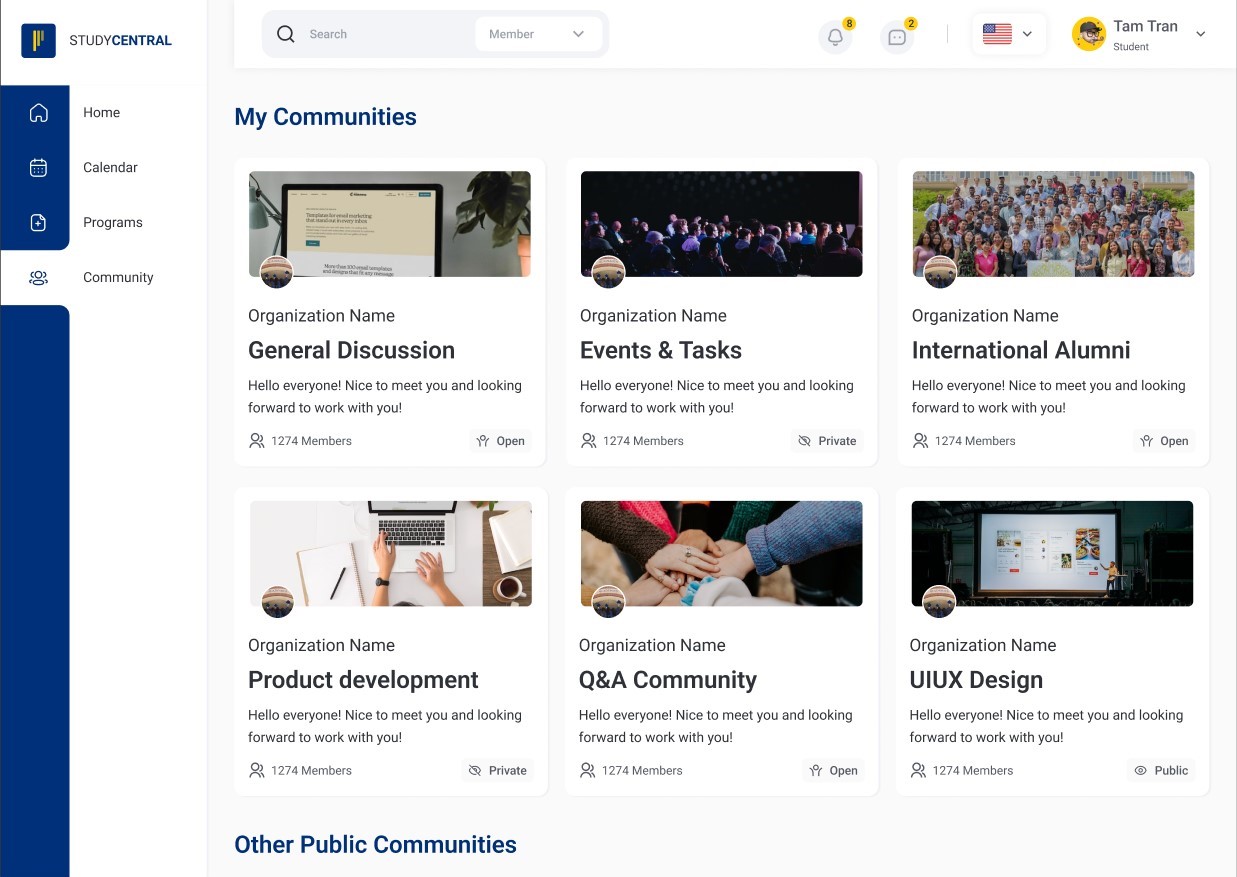 STUDYCENTRAL
Search
Member
8
2
Tam Tran
Student
Home
Calendar
Programs
Community
My Communities
Templates for email marketing
that stand out in every inbox
More than 100 email templates
and designs that fit any message
Organization Name
General Discussion
Hello everyone! Nice to meet you and looking
forward to work with you!
1274 Members
Open
Organization Name
Events & Tasks
Hello everyone! Nice to meet you and looking
forward to work with you!
1274 Members
Private
Organization Name
International Alumni
Hello everyone! Nice to meet you and looking
forward to work with you!
1274 Members
Open
Organization Name
Product development
Hello everyone! Nice to meet you and looking
forward to work with you!
1274 Members
Private
Organization Name
Q&A Community
Hello everyone! Nice to meet you and looking
forward to work with you!
1274 Members
Open
Organization Name
UIUX Design
Hello everyone! Nice to meet you and looking
forward to work with you!
1274 Members
Public
Other Public Communities